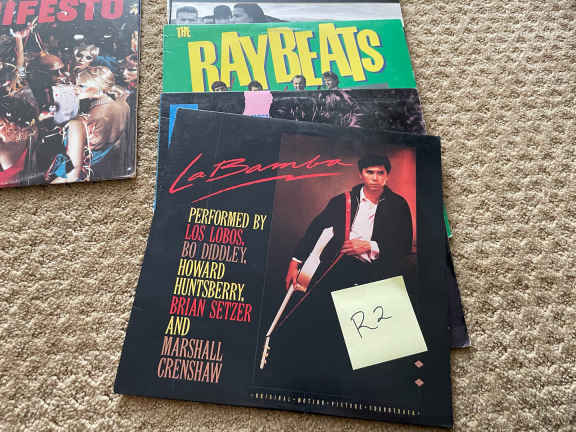 IFESTO
THE
RAYBEATS
La Bamba
PERFORMED BY
LOS LOBOS,
BO DIDDLEY,
HOWARD
HUNTSBERRY,
BRIAN SETZER
AND
MARSHALL
CRENSHAW
R2
·ORIGINAL·MOTION·PICTURE·SOUNDTRACK·